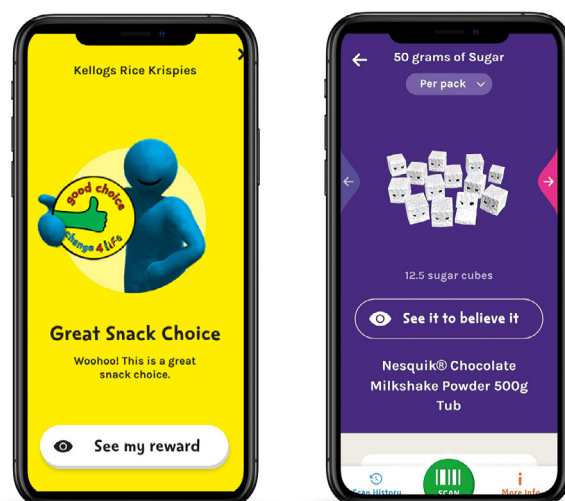 Kellogs Rice Krispies
good choice
change 4 life
Great Snack Choice
Woohoo! This is a great
snack choice.
See my reward
50 grams of Sugar
Per pack
12.5 sugar cubes
See it to believe it
Nesquik® Chocolate
Milkshake Powder 500g
Tub
Scan History
SCAN
More Info